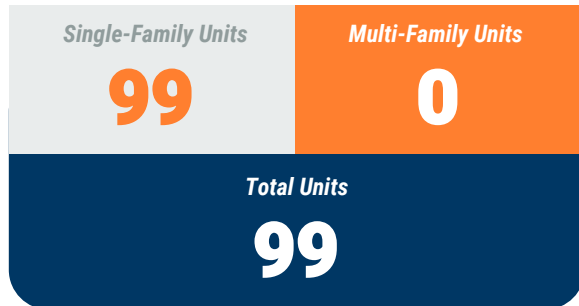 Single-Family Units
Multi-Family Units
99
0
Total Units
99